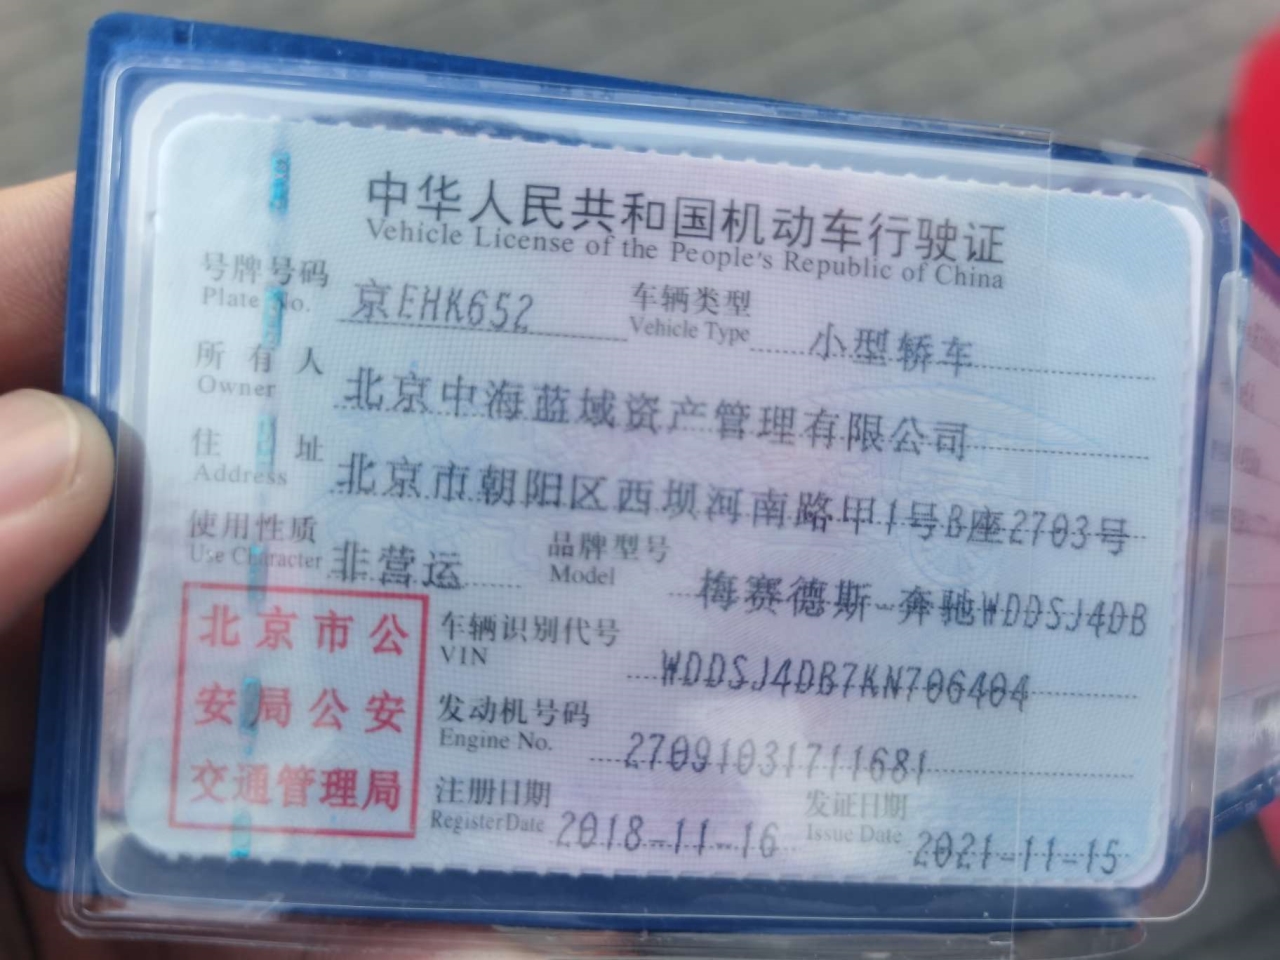 中华人民共和国机动车行驶证
Vehicle License of the People's Republic of China
号牌号码 京EHK652 车辆类型 小型轿车
Plate No. Vehicle Type
所有人 北京中海蓝域资产管理有限公司
Owner
住址 北京市朝阳区西坝河南路甲1号B座2703号
Address
使用性质 非营运 品牌型号 梅赛德斯-奔驰WDDSJ4DB
Use Character Model
北京市公
安局公安
交通管理局
车辆识别代号 WDDSJ4DB7KN706404
VIN
发动机号码 27091031711681
Engine No.
注册日期 2018-11-16 发证日期 2021-11-15
Register Date Issue Date